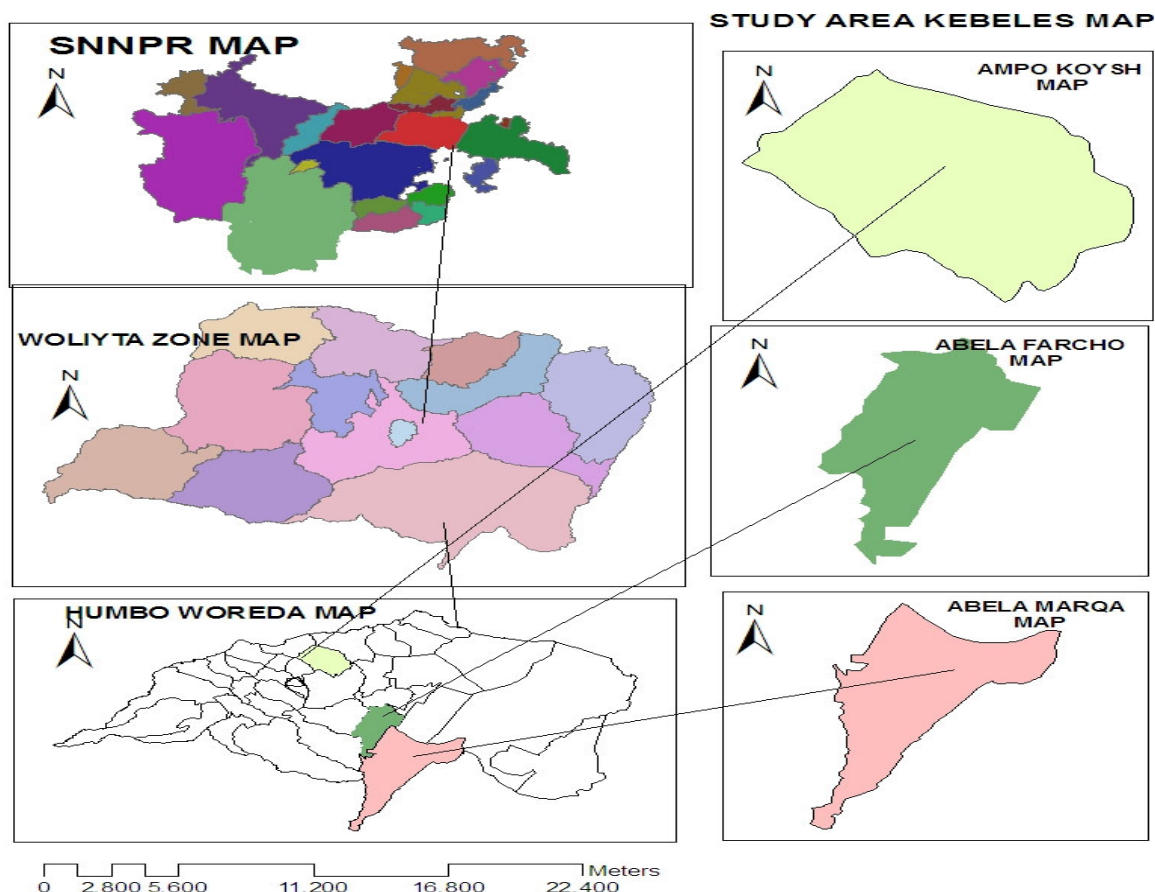 STUDY AREA KEBELES MAP
SNNPR MAP
N
AMPO KOYSH
MAP
N
WOLIYTA ZONE MAP
N
ABELA FARCHO
MAP
N
HUMBO WOREDA MAP
N
ABELA MARQA
MAP
N
Meters
0 2.800 5.600 11.200 16.800 22.400